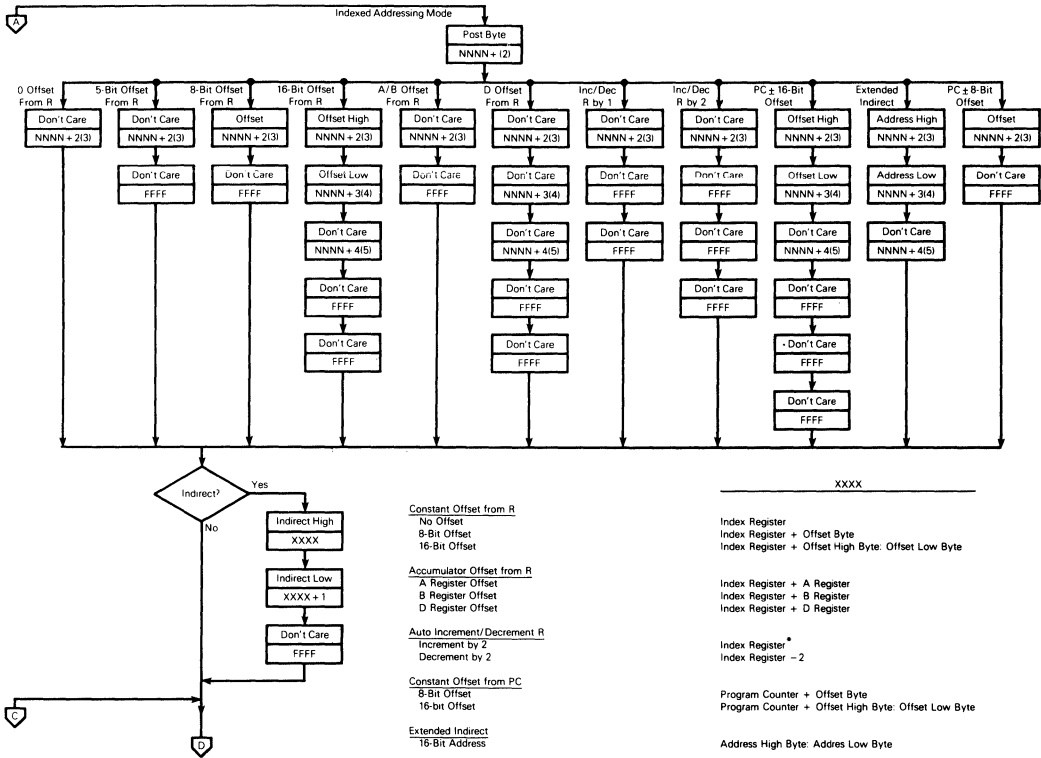 A
Indexed Addressing Mode
Post Byte
NNNN + (2)
0 Offset From R
5-Bit Offset From R
8-Bit Offset From R
16-Bit Offset From R
A/B Offset From R
D Offset From R
Inc/Dec R by 1
Inc/Dec R by 2
PC ± 16-Bit Offset
Extended Indirect
PC ± 8-Bit Offset
Don't Care
NNNN + 2(3)
Don't Care
NNNN + 2(3)
Offset
NNNN + 2(3)
Offset High
NNNN + 2(3)
Don't Care
NNNN + 2(3)
Don't Care
NNNN + 2(3)
Don't Care
NNNN + 2(3)
Don't Care
NNNN + 2(3)
Offset High
NNNN + 2(3)
Address High
NNNN + 2(3)
Offset
NNNN + 2(3)
Don't Care
FFFF
Don't Care
FFFF
Offset Low
NNNN + 3(4)
Don't Care
FFFF
Don't Care
NNNN + 3(4)
Don't Care
FFFF
Don't Care
FFFF
Offset Low
NNNN + 3(4)
Address Low
NNNN + 3(4)
Don't Care
FFFF
Don't Care
NNNN + 4(5)
Don't Care
NNNN + 4(5)
Don't Care
FFFF
Don't Care
FFFF
Don't Care
NNNN + 4(5)
Don't Care
NNNN + 4(5)
Don't Care
FFFF
Don't Care
FFFF
Don't Care
FFFF
Don't Care
FFFF
Don't Care
FFFF
Don't Care
FFFF
Don't Care
FFFF
Don't Care
FFFF
Indirect?
Yes
No
Indirect High
XXXX
Indirect Low
XXXX + 1
Don't Care
FFFF
C
D
XXXX
Constant Offset from R
No Offset Index Register
8-Bit Offset Index Register + Offset Byte
16-Bit Offset Index Register + Offset High Byte: Offset Low Byte
Accumulator Offset from R
A Register Offset Index Register + A Register
B Register Offset Index Register + B Register
D Register Offset Index Register + D Register
Auto Increment/Decrement R
Increment by 2 Index Register*
Decrement by 2 Index Register – 2
Constant Offset from PC
8-Bit Offset Program Counter + Offset Byte
16-bit Offset Program Counter + Offset High Byte: Offset Low Byte
Extended Indirect
16-Bit Address Address High Byte: Addres Low Byte